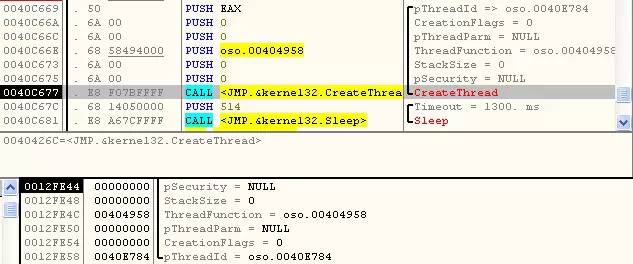 0040C669 . 50 PUSH EAX pThreadId => oso.0040E784
0040C66A . 6A 00 PUSH 0 CreationFlags = 0
0040C66C . 6A 00 PUSH 0 pThreadParm = NULL
0040C66E . 68 58494000 PUSH oso.00404958 ThreadFunction = oso.00404958
0040C673 . 6A 00 PUSH 0 StackSize = 0
0040C675 . 6A 00 PUSH 0 pSecurity = NULL
0040C677 . E8 F07BFFFF CALL <JMP.&kernel32.CreateThrea CreateThread
0040C67C . 68 14050000 PUSH 514 Timeout = 1300. ms
0040C681 . E8 A67CFFFF CALL <JMP.&kernel32.Sleep> Sleep
0040426C=<JMP.&kernel32.CreateThread>
0012FE44 00000000 pSecurity = NULL
0012FE48 00000000 StackSize = 0
0012FE4C 00404958 ThreadFunction = oso.00404958
0012FE50 00000000 pThreadParm = NULL
0012FE54 00000000 CreationFlags = 0
0012FE58 0040E784 pThreadId = oso.0040E784